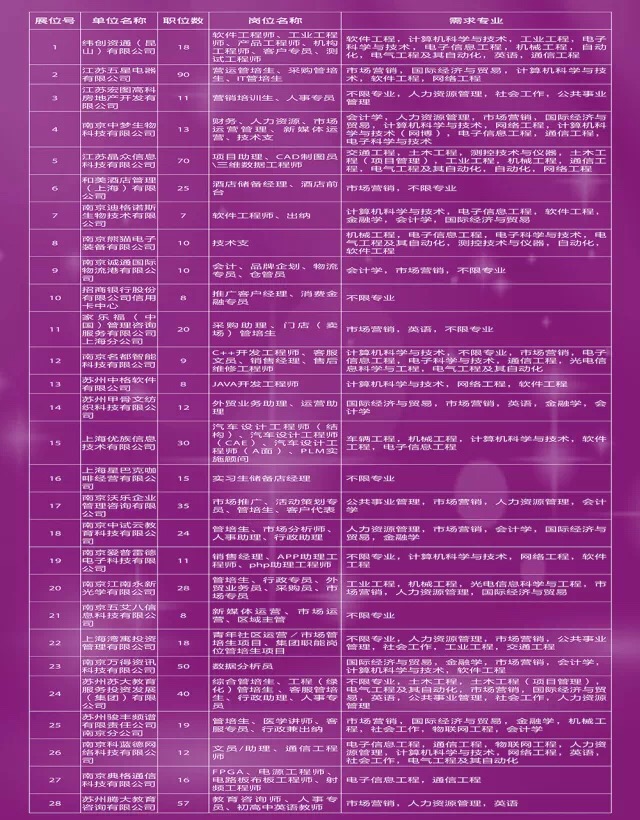 展位号 单位名称 职位数 岗位名称 需求专业
1 纬创资通（昆山）有限公司 18 软件工程师、工业工程师、产品工程师、机构工程师、客户专员、测试工程师 软件工程，计算机科学与技术，工业工程，电子科学与技术，电子信息工程，机械工程，自动化，电气工程及其自动化，英语，通信工程
2 江苏五星电器有限公司 90 营运管培生、采购管培生、IT管培生 市场营销，国际经济与贸易，计算机科学与技术，软件工程，网络工程
3 江苏宏图高科房地产开发有限公司 11 营销培训生、人事专员 不限专业，人力资源管理，社会工作，公共事业管理
4 南京中梦生物科技有限公司 13 财务、人力资源、市场运营管理、新媒体运营、技术支 会计学，人力资源，市场营销，国际经济与贸易，计算机科学与技术，网络工程，计算机科学与技术（网博），电子信息工程，通信工程，电子科学与技术
5 江苏晶众信息科技有限公司 70 项目助理、CAD制图员\三维数据工程师 交通工程，土木工程，测控技术与仪器，土木工程（项目管理），工业工程，机械工程，通信工程，电气工程及其自动化，自动化，网络工程
6 和美酒店管理（上海）有限公司 25 酒店储备经理、酒店前台 市场营销，不限专业
7 南京迪格诺斯生物技术有限公司 7 软件工程师、出纳 计算机科学与技术，电子信息工程，软件工程，金融学，会计学，国际经济与贸易
8 南京熊猫电子装备有限公司 10 技术支 机械工程，电子信息工程，电子科学与技术，电气工程及其自动化，测控技术与仪器，自动化，软件工程
9 南京诚通国际物流港有限公司 10 会计、品牌企划、物流专员、仓管员 会计学，市场营销，不限专业
10 招商银行股份有限公司信用卡中心 8 推广客户经理、消费金融专员 不限专业
11 家乐福（中国）管理咨询服务有限公司上海分公司 20 采购助理、门店（卖场）管培生 市场营销，英语，不限专业
12 南京名都智能科技有限公司 9 C++开发工程师、客服文员、销售经理、售后维修工程师 计算机科学与技术，不限专业，市场营销，电子信息工程，电子科学与技术，通信工程，光电信息科学与工程，电气工程及其自动化
13 苏州中格软件有限公司 8 JAVA开发工程师 计算机科学与技术，网络工程，软件工程
14 苏州甲骨文纺织科技有限公司 12 外贸业务助理、运营助理 国际经济与贸易，市场营销，英语，金融学，会计学
15 上海优族信息技术有限公司 30 汽车设计工程师（结构）、汽车设计工程师（CAE）、汽车设计工程师（A面）、PLM实施顾问 车辆工程，机械工程，计算机科学与技术，软件工程，电子信息工程
16 上海星巴克咖啡经营有限公司 15 实习生储备店经理 不限专业
17 南京沃乐企业管理咨询有限公司 35 市场推广、活动策划专员、管培生、客户代表 公共事业管理，市场营销，人力资源管理，会计学
18 南京中试云教育科技有限公司 24 管培生、市场分析师、人事助理、行政助理 人力资源管理，市场营销，会计学，国际经济与贸易，金融学
19 南京爱普雷德电子科技有限公司 11 销售经理、APP助理工程师、php助理工程师 不限专业，计算机科学与技术，网络工程，软件工程
20 南京江南永新光学有限公司 28 管培生、行政专员、外贸业务员、采购员、市场专员 工业工程，机械工程，光电信息科学与工程，市场营销，人力资源管理，国际经济与贸易
21 南京五艾八信息科技有限公司 8 新媒体运营、市场运营、区域主管 不限专业
22 上海湾寓投资管理有限公司 18 青年社区运营／市场管培生项目、集团职能岗位管培生项目 不限专业，人力资源管理，市场营销，公共事业管理，社会工作，工业工程，交通工程
23 南京万得资讯科技有限公司 50 数据分析员 国际经济与贸易，金融学，市场营销，会计学，计算机科学与技术，软件工程
24 苏州苏大教育服务投资发展（集团）有限公司 40 综合管培生、工程（绿化）管培生、客服管培生、行政助理、人事专员 不限专业，土木工程，土木工程（项目管理），电气工程及其自动化，市场营销，国际经济与贸易，英语，公共事业管理，社会工作，人力资源管理
25 苏州骏丰频谱有限责任公司南京分公司 19 管培生、医学讲师、客服专员、行政兼出纳 市场营销，国际经济与贸易，金融学，机械工程，社会工作，物联网工程，会计学
26 南京科蓝德网络科技有限公司 12 文员/助理、通信工程师 电子信息工程，通信工程，物联网工程，人力资源管理，计算机科学与技术，网络工程，英语，社会工作，电气工程及其自动化
27 南京典格通信科技有限公司 16 FPGA、电源工程师、电路板布板工程师、射频工程师 电子信息工程，通信工程
28 苏州腾大教育咨询有限公司 57 教育咨询师、人事专员、初高中英语教师 市场营销，人力资源管理，英语